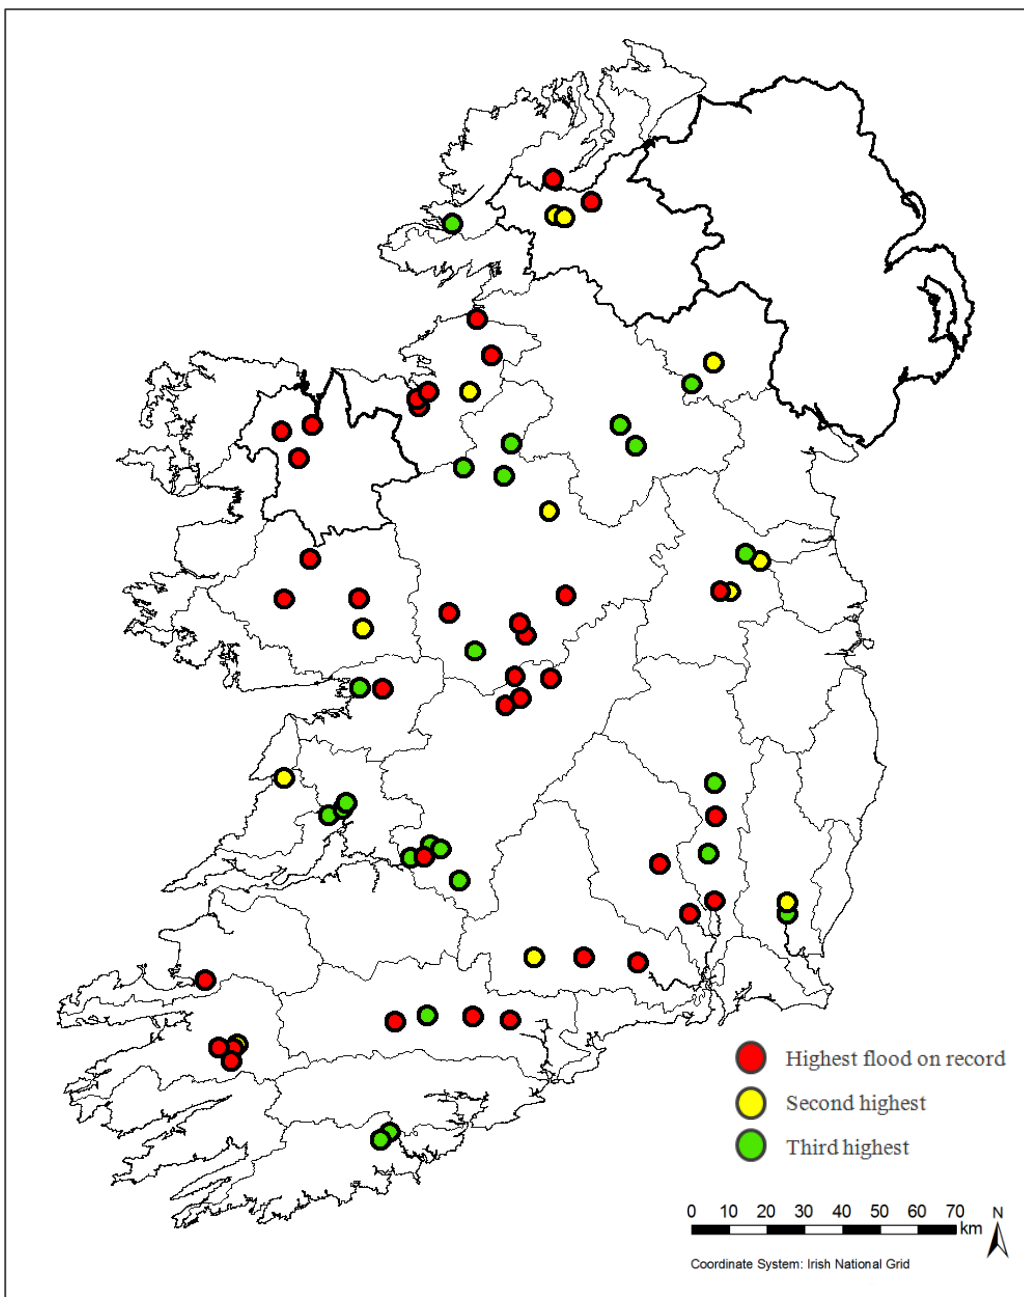 Highest flood on record
Second highest
Third highest
0 10 20 30 40 50 60 70 N
km
Coordinate System: Irish National Grid